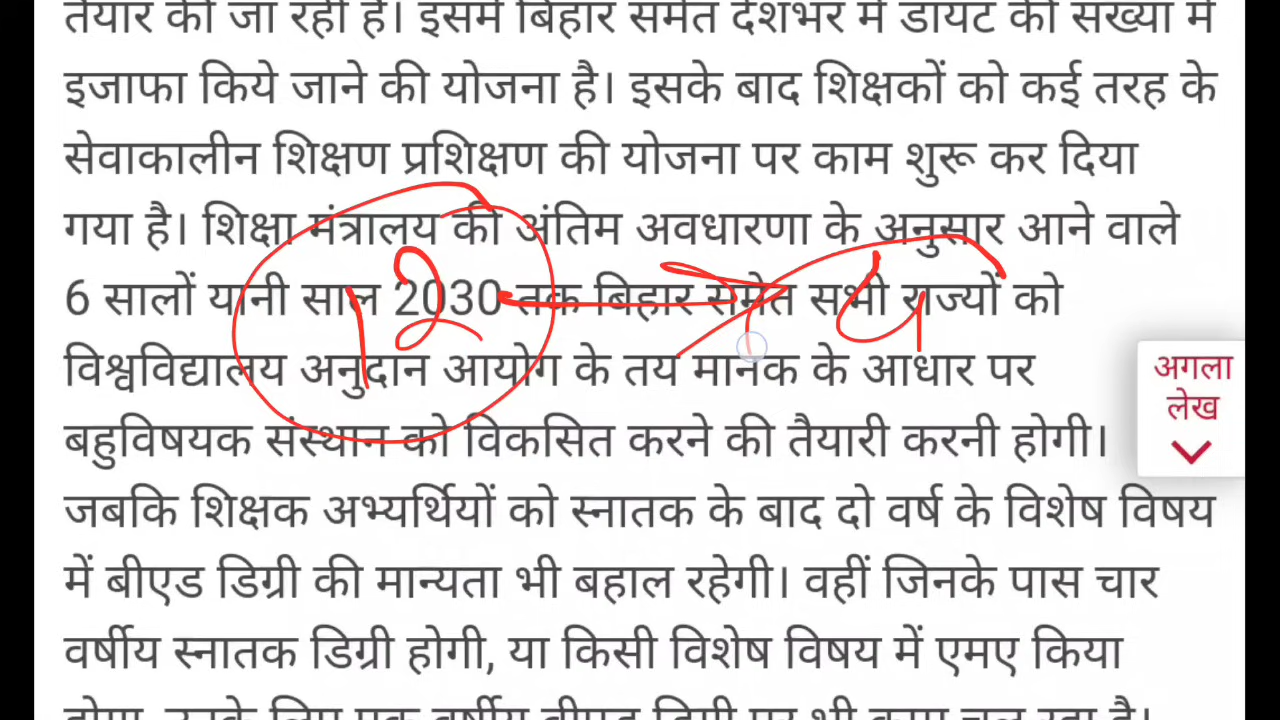 तैयार की जा रही है। इसमें बिहार समेत देशभर में डायट की संख्या में
इजाफा किये जाने की योजना है। इसके बाद शिक्षकों को कई तरह के
सेवाकालीन शिक्षण प्रशिक्षण की योजना पर काम शुरू कर दिया
गया है। शिक्षा मंत्रालय की अंतिम अवधारणा के अनुसार आने वाले
6 सालों यानी साल 2030 तक बिहार समेत सभी राज्यों को
12
विश्वविद्यालय अनुदान आयोग के तय मानक के आधार पर
अगला
लेख
बहुविषयक संस्थान को विकसित करने की तैयारी करनी होगी।
जबकि शिक्षक अभ्यर्थियों को स्नातक के बाद दो वर्ष के विशेष विषय
में बीएड डिग्री की मान्यता भी बहाल रहेगी। वहीं जिनके पास चार
वर्षीय स्नातक डिग्री होगी, या किसी विशेष विषय में एमए किया